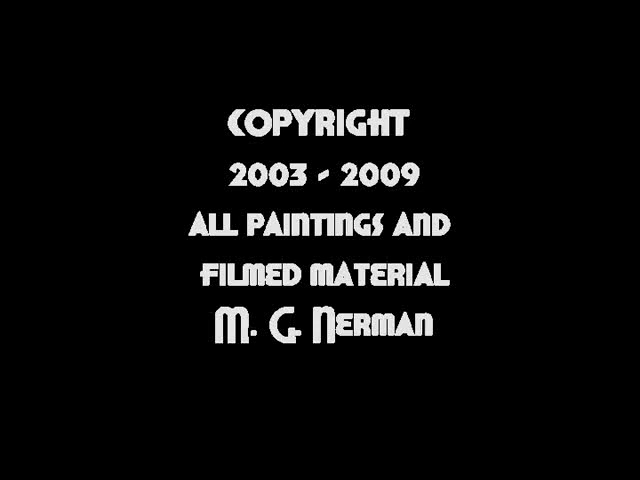 COPYRIGHT
2003 - 2009
ALL PAINTINGS AND
FILMED MATERIAL
M. G. NERMAN